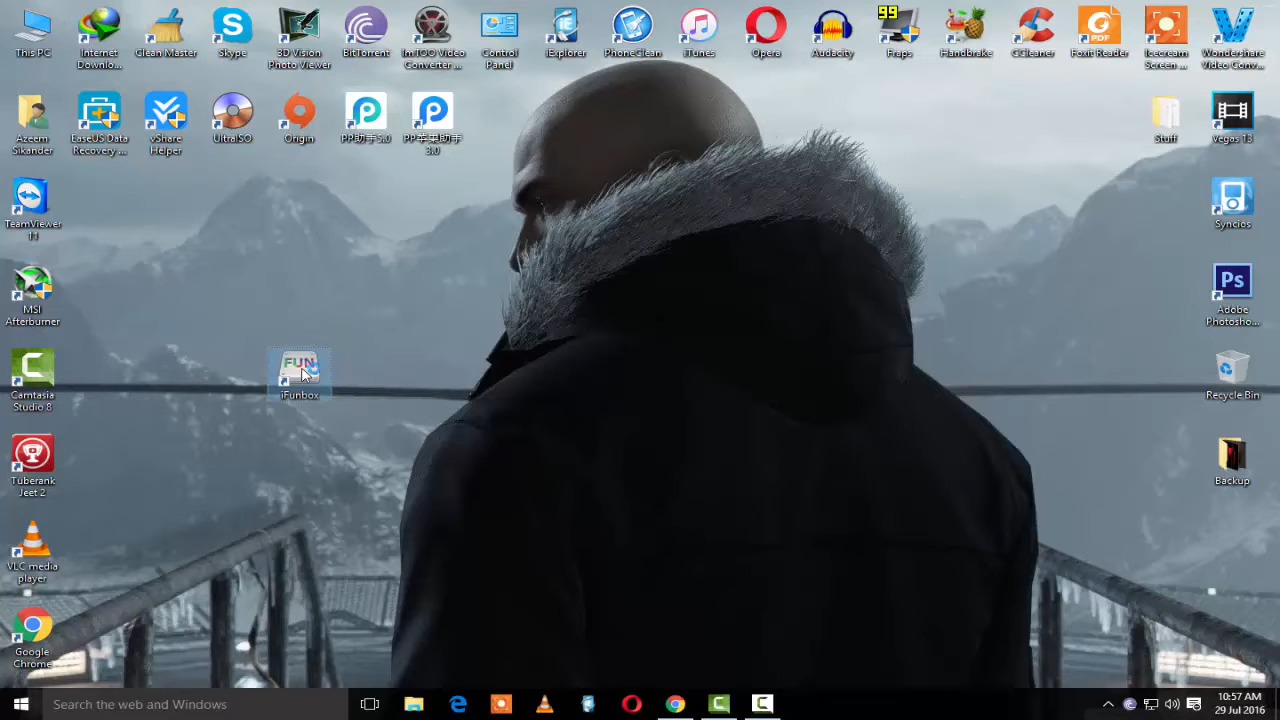 This PC
Internet
Downlo...
Clean Master
Skype
3D Vision
Photo Viewer
BitTorrent
ImTOO Video
Converter ...
Control
Panel
iExplorer
PhoneClean
iTunes
Opera
Audacity
99
Fraps
Handbrake
CCleaner
PDF
Foxit Reader
Icecream
Screen ...
Wondershare
Video Conv...
Azeem
Sikander
EaseUS Data
Recovery ...
vShare
Helper
UltraISO
Origin
PP助手5.0
PP苹果助手
3.0
Stuff
Vegas 13
TeamViewer
11
Syncios
MSI
Afterburner
Ps
Adobe
Photosho...
Camtasia
Studio 8
FUN
iFunbox
Recycle Bin
Tuberank
Jeet 2
Backup
VLC media
player
Google
Chrome
Search the web and Windows
10:57 AM
29 Jul 2016